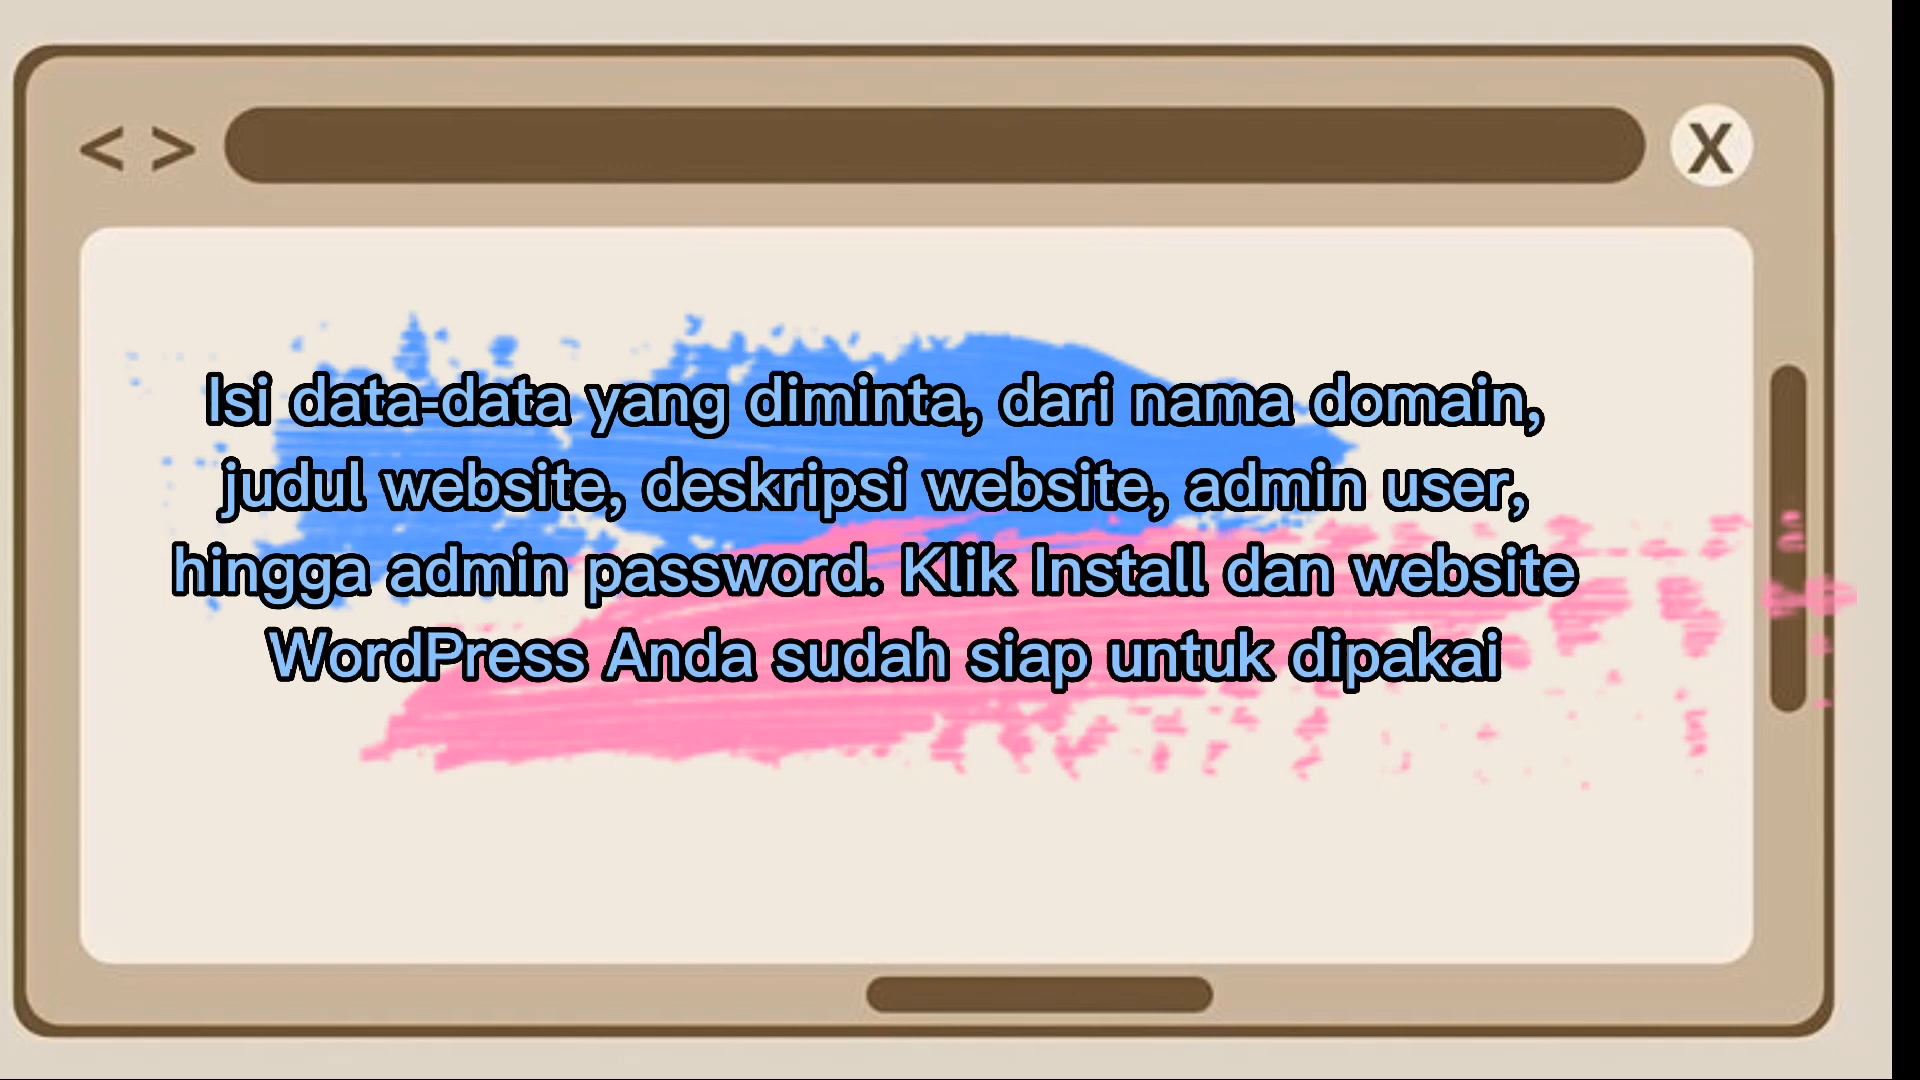 < >
X
Isi data-data yang diminta, dari nama domain,
judul website, deskripsi website, admin user,
hingga admin password. Klik Install dan website
WordPress Anda sudah siap untuk dipakai